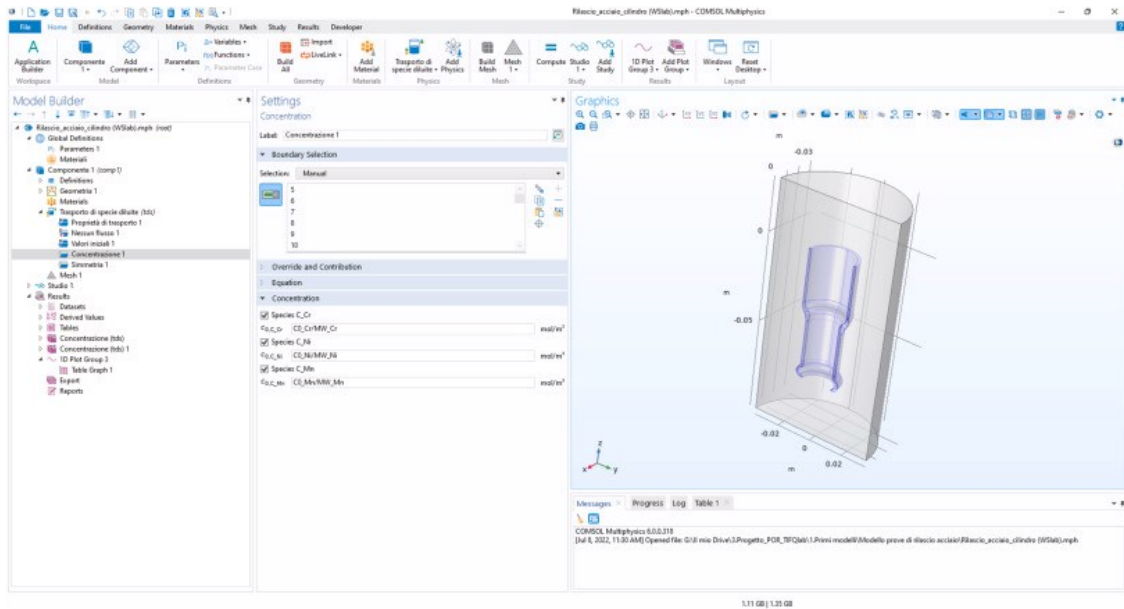 Rilascio_acciaio_cilindro (WSlab).mph - COMSOL Multiphysics
File Home Definitions Geometry Materials Physics Mesh Study Results Developer
Application Builder
Componente 1
Add Component
Parameters
Variables
Functions
Parameter Case
Build All
Import
LiveLink
Add Material
Trasporto di specie diluite
Add Physics
Build Mesh
Mesh 1
Compute
Studio 1
Add Study
1D Plot Group 3
Add Plot Group
Windows
Reset Desktop
Workspace Model Definitions Geometry Materials Physics Mesh Study Results Layout
Model Builder
Rilascio_acciaio_cilindro (WSlab).mph (root)
Global Definitions
Parameters 1
Materiali
Componente 1 (comp1)
Definitions
Geometria 1
Materials
Trasporto di specie diluite (tds)
Proprietà di trasporto 1
Nessun flusso 1
Valori iniziali 1
Concentrazione 1
Simmetria 1
Mesh 1
Studio 1
Results
Datasets
Derived Values
Tables
Concentrazione (tds)
Concentrazione (tds) 1
1D Plot Group 3
Table Graph 1
Export
Reports
Settings
Concentration
Label: Concentrazione 1
Boundary Selection
Selection: Manual
5
6
7
8
9
10
Override and Contribution
Equation
Concentration
Species C_Cr
c0,C_Cr C0_Cr/MW_Cr mol/m³
Species C_Ni
c0,C_Ni C0_Ni/MW_Ni mol/m³
Species C_Mn
c0,C_Mn C0_Mn/MW_Mn mol/m³
Graphics
m
-0.03
0
0
m
-0.05
-0.02
0
m
0.02
z
x
y
Messages Progress Log Table 1
COMSOL Multiphysics 6.0.0.318
[Jul 8, 2022, 11:30 AM] Opened file: G:\Il mio Drive\3.Progetto_POR_TIFQlab\1.Primi modelli\Modello prove di rilascio acciaio\Rilascio_acciaio_cilindro (WSlab).mph
1.11 GB | 1.35 GB